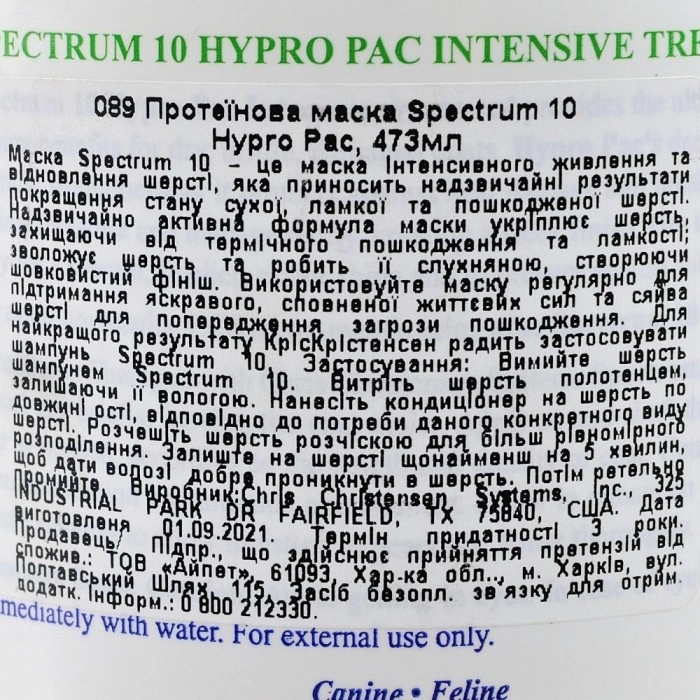 PECTRUM 10 HYPRO PAC INTENSIVE TRE
089 Протеїнова маска Spectrum 10
Hypro Pac, 473мл
Маска Spectrum 10 - це маска Інтенсивного живлення та
відновлення шерсті, яка приносить надзвичайні результати
покращення стану сухої, ламкої та пошкодженої шерсті.
Надзвичайно активна формула маски укріплює шерсть,
захищаючи від термічного пошкодження та ламкості;
зволожує шерсть та робить її слухняною, створюючи
шовковистий фініш. Використовуйте маску регулярно для
підтримання яскравого, сповненої життєвих сил та сяйва
шерсті для попередження загрози пошкодження. Для
найкращого результату КрісКрістенсен радить застосовувати
шампунь Spectrum 10, Застосування: Вимийте шерсть
шампунем Spectrum 10. Витріть шерсть полотенцем,
залишаючи її вологою. Нанесіть кондиціонер на шерсть по
довжині ості, відповідно до потреби даного конкретного виду
шерсті. Розчешіть шерсть розчіскою для більш рівномірного
розподілення. Залиште на шерсті щонайменш на 5 хвилин,
щоб дати волозі добре проникнути в шерсть. Потім ретельно
промийте. Виробник:Chris Christensen Systems, Inc., 325
INDUSTRIAL PARK DR FAIRFIELD, TX 75840, США. Дата
виготовленя 01.09.2021. Термін придатності 3 роки.
Продавець/ Підпр., що здійснює прийняття претензій від
спожив.: ТОВ «Айпет», 61093, Хар-ка обл.., м. Харків, вул.
Полтавський Шлях, 115. Засіб безопл. зв'язку для отрим.
додатк. інформ.: 0 800 212330.
mediately with water. For external use only.
Canine • Feline